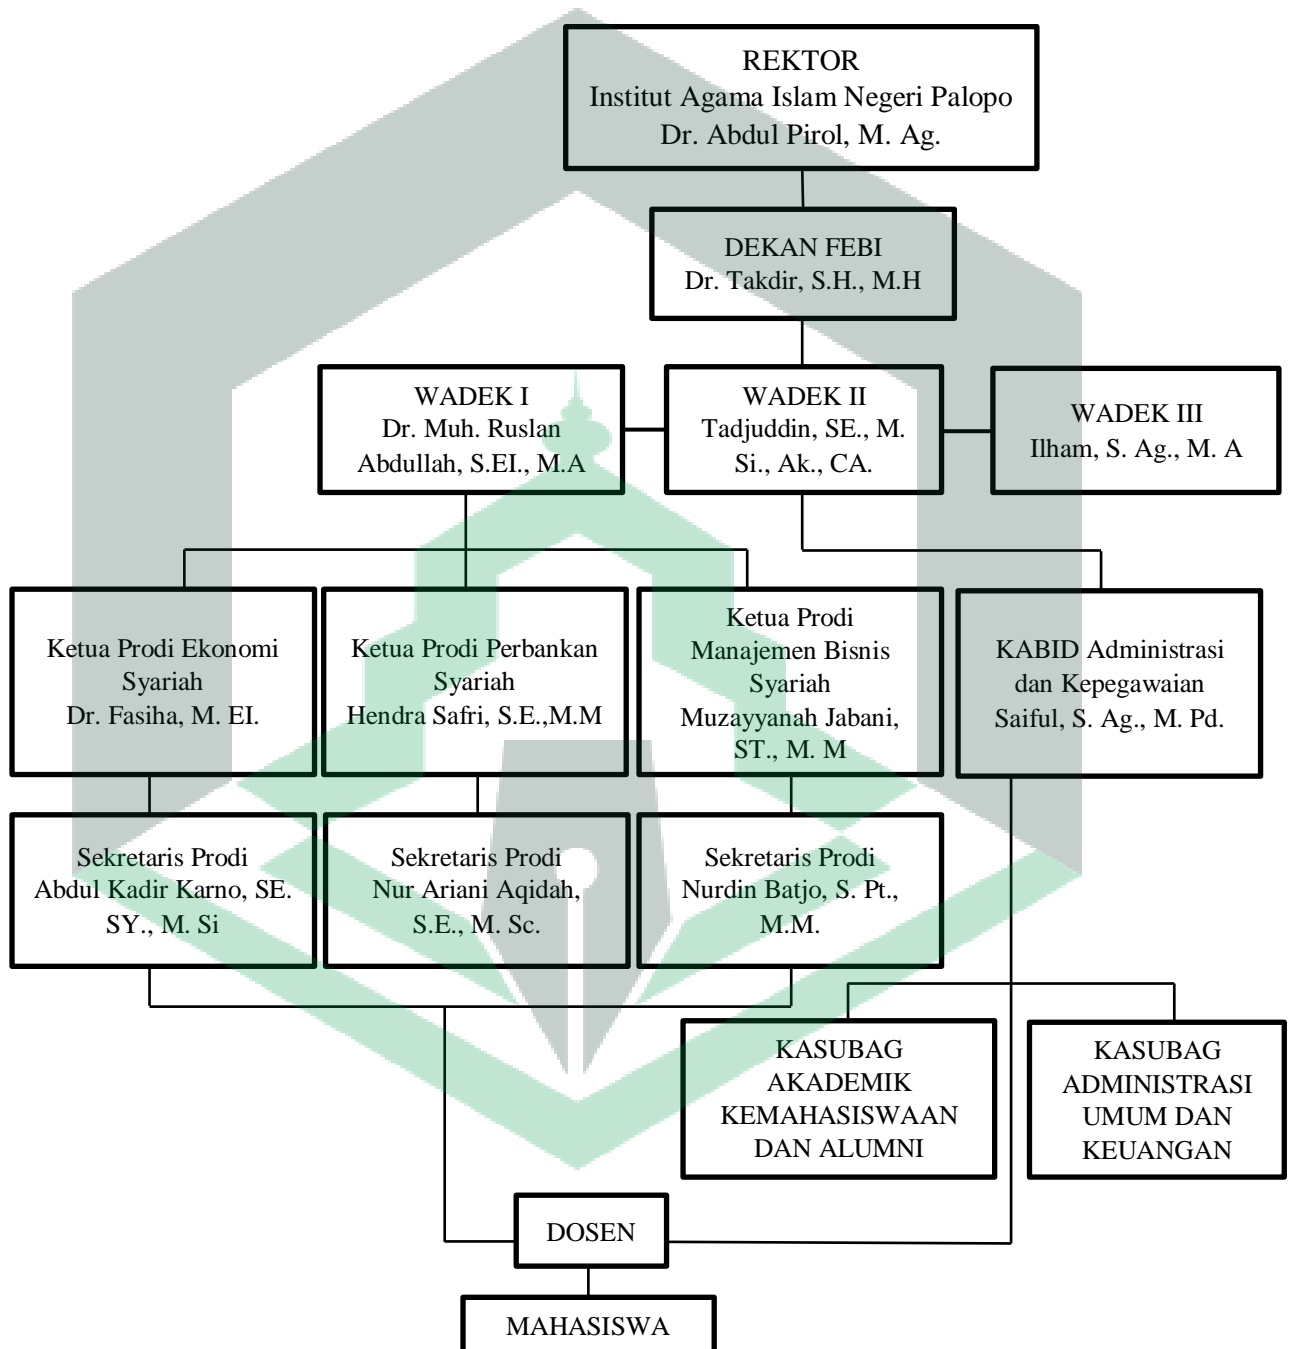 REKTOR
Institut Agama Islam Negeri Palopo
Dr. Abdul Pirol, M. Ag.
DEKAN FEBI
Dr. Takdir, S.H., M.H
WADEK I
Dr. Muh. Ruslan
Abdullah, S.EI., M.A
WADEK II
Tadjuddin, SE., M.
Si., Ak., CA.
WADEK III
Ilham, S. Ag., M. A
Ketua Prodi Ekonomi
Syariah
Dr. Fasiha, M. EI.
Ketua Prodi Perbankan
Syariah
Hendra Safri, S.E.,M.M
Ketua Prodi
Manajemen Bisnis
Syariah
Muzayyanah Jabani,
ST., M. M
KABID Administrasi
dan Kepegawaian
Saiful, S. Ag., M. Pd.
Sekretaris Prodi
Abdul Kadir Karno, SE.
SY., M. Si
Sekretaris Prodi
Nur Ariani Aqidah,
S.E., M. Sc.
Sekretaris Prodi
Nurdin Batjo, S. Pt.,
M.M.
KASUBAG
AKADEMIK
KEMAHASISWAAN
DAN ALUMNI
KASUBAG
ADMINISTRASI
UMUM DAN
KEUANGAN
DOSEN
MAHASISWA